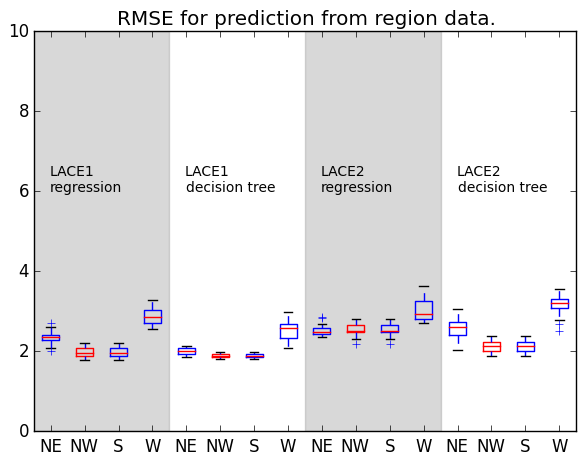 RMSE for prediction from region data.
10
8
6
4
2
0
LACE1
regression
LACE1
decision tree
LACE2
regression
LACE2
decision tree
NE NW S W NE NW S W NE NW S W NE NW S W